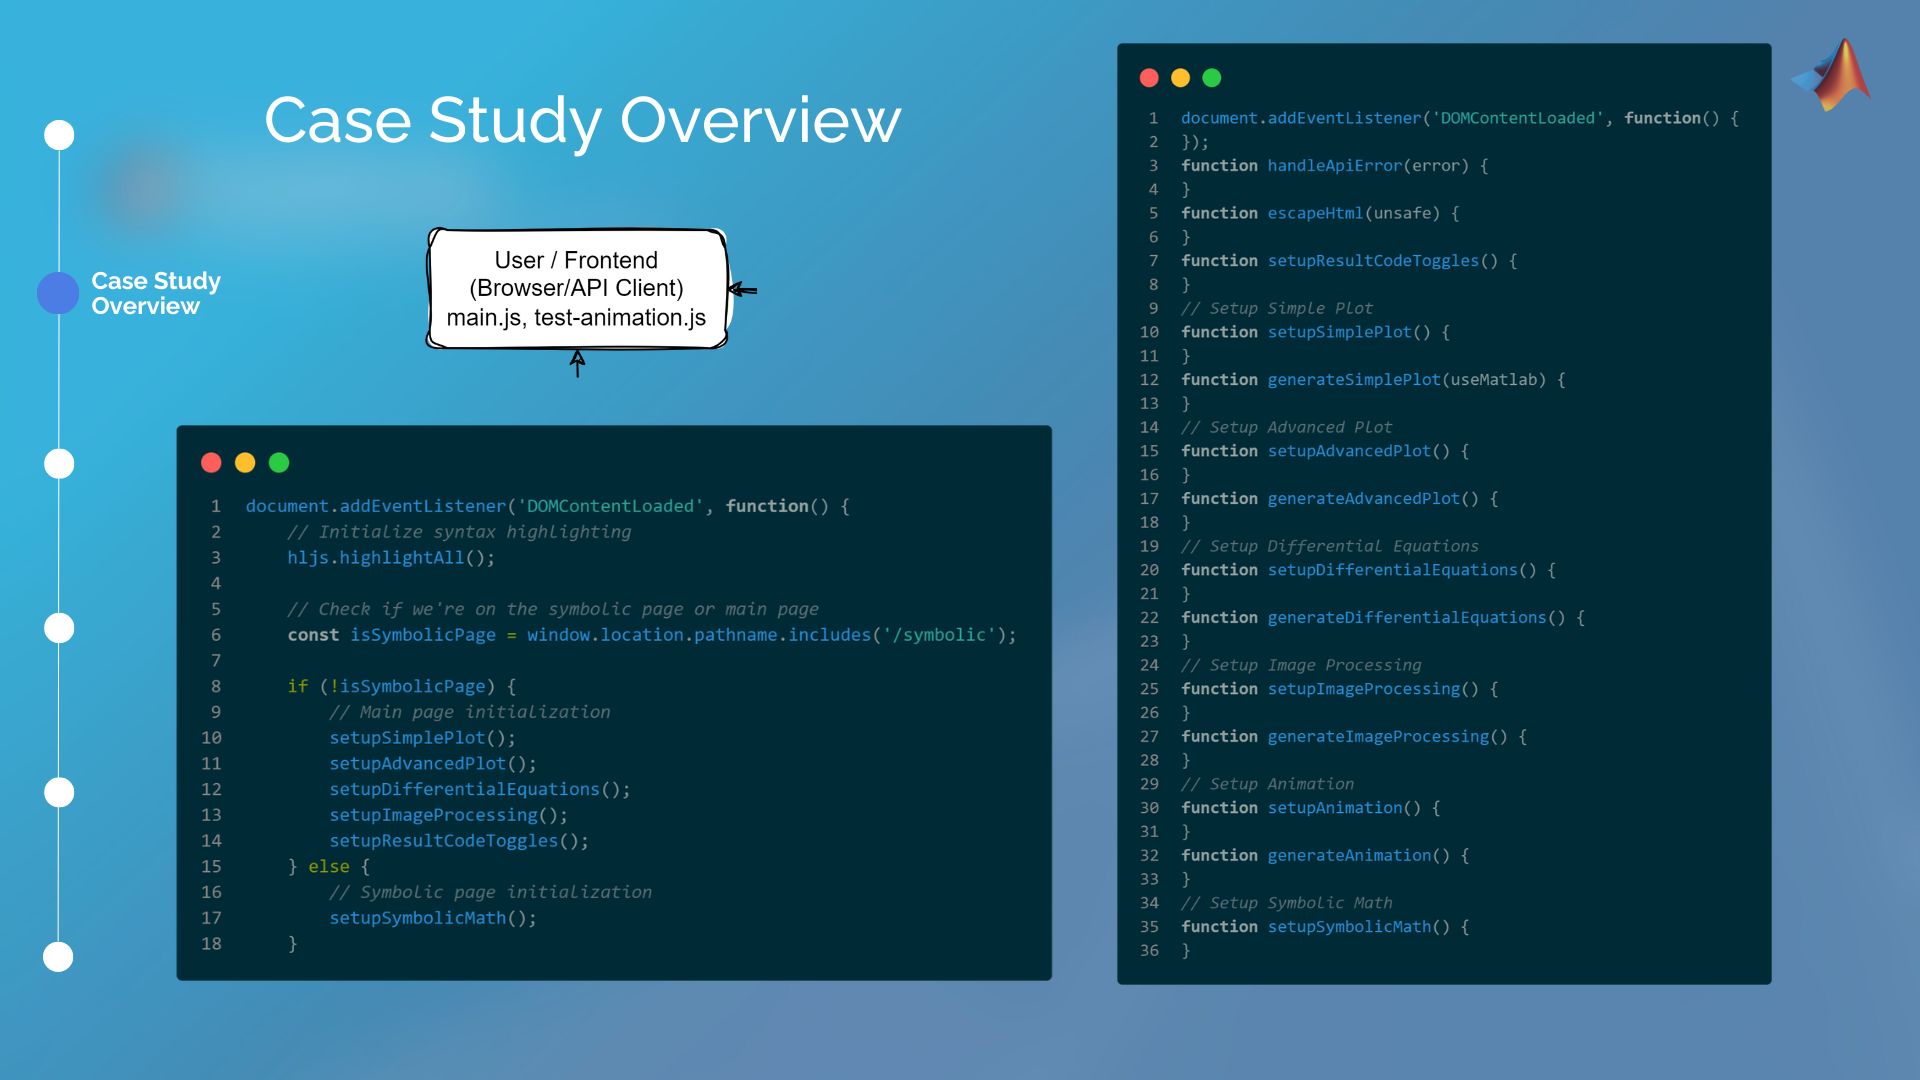 Case Study Overview
Case Study
Overview
User / Frontend
(Browser/API Client)
main.js, test-animation.js
1 document.addEventListener('DOMContentLoaded', function() {
2     // Initialize syntax highlighting
3     hljs.highlightAll();
4
5     // Check if we're on the symbolic page or main page
6     const isSymbolicPage = window.location.pathname.includes('/symbolic');
7
8     if (!isSymbolicPage) {
9         // Main page initialization
10         setupSimplePlot();
11         setupAdvancedPlot();
12         setupDifferentialEquations();
13         setupImageProcessing();
14         setupResultCodeToggles();
15     } else {
16         // Symbolic page initialization
17         setupSymbolicMath();
18     }
1 document.addEventListener('DOMContentLoaded', function() {
2 });
3 function handleApiError(error) {
4 }
5 function escapeHtml(unsafe) {
6 }
7 function setupResultCodeToggles() {
8 }
9 // Setup Simple Plot
10 function setupSimplePlot() {
11 }
12 function generateSimplePlot(useMatlab) {
13 }
14 // Setup Advanced Plot
15 function setupAdvancedPlot() {
16 }
17 function generateAdvancedPlot() {
18 }
19 // Setup Differential Equations
20 function setupDifferentialEquations() {
21 }
22 function generateDifferentialEquations() {
23 }
24 // Setup Image Processing
25 function setupImageProcessing() {
26 }
27 function generateImageProcessing() {
28 }
29 // Setup Animation
30 function setupAnimation() {
31 }
32 function generateAnimation() {
33 }
34 // Setup Symbolic Math
35 function setupSymbolicMath() {
36 }